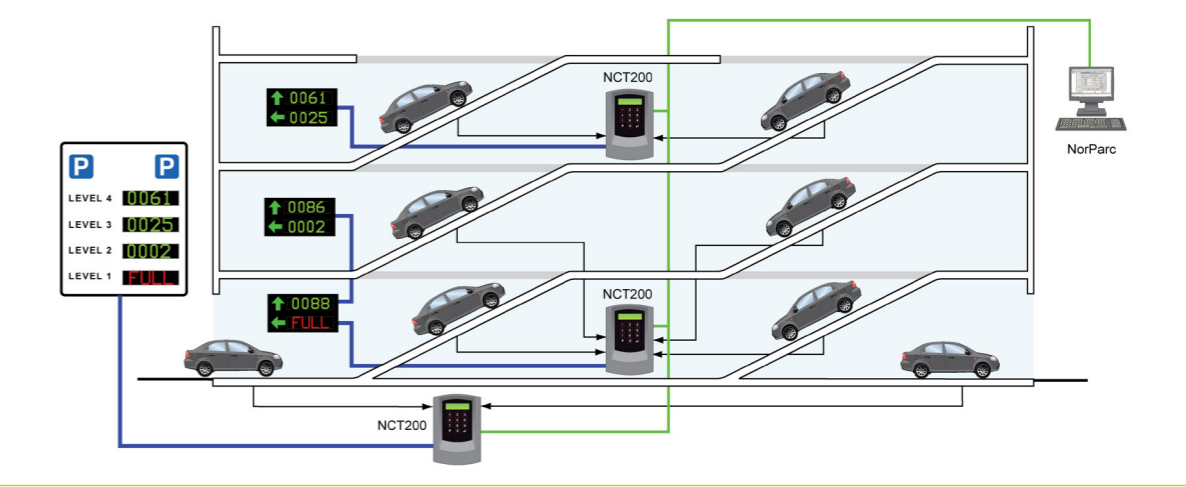 NCT200
0061
0025
NorParc
P P
LEVEL 4 0061
LEVEL 3 0025
LEVEL 2 0002
LEVEL 1 FULL
0086
0002
NCT200
0088
FULL
NCT200